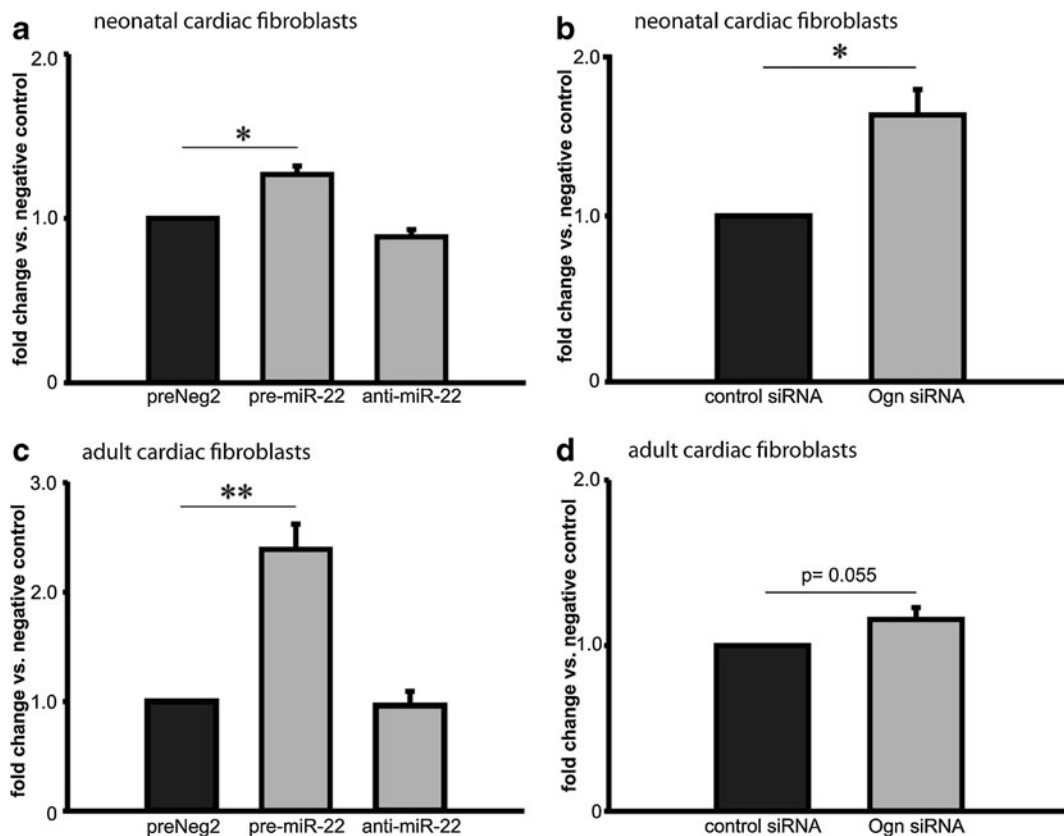 a neonatal cardiac fibroblasts
fold change vs. negative control
2.0
1.0
0
*
preNeg2 pre-miR-22 anti-miR-22
b neonatal cardiac fibroblasts
fold change vs. negative control
2.0
1.0
0
*
control siRNA Ogn siRNA
c adult cardiac fibroblasts
fold change vs. negative control
3.0
2.0
1.0
0
**
preNeg2 pre-miR-22 anti-miR-22
d adult cardiac fibroblasts
fold change vs. negative control
2.0
1.0
0
p= 0.055
control siRNA Ogn siRNA